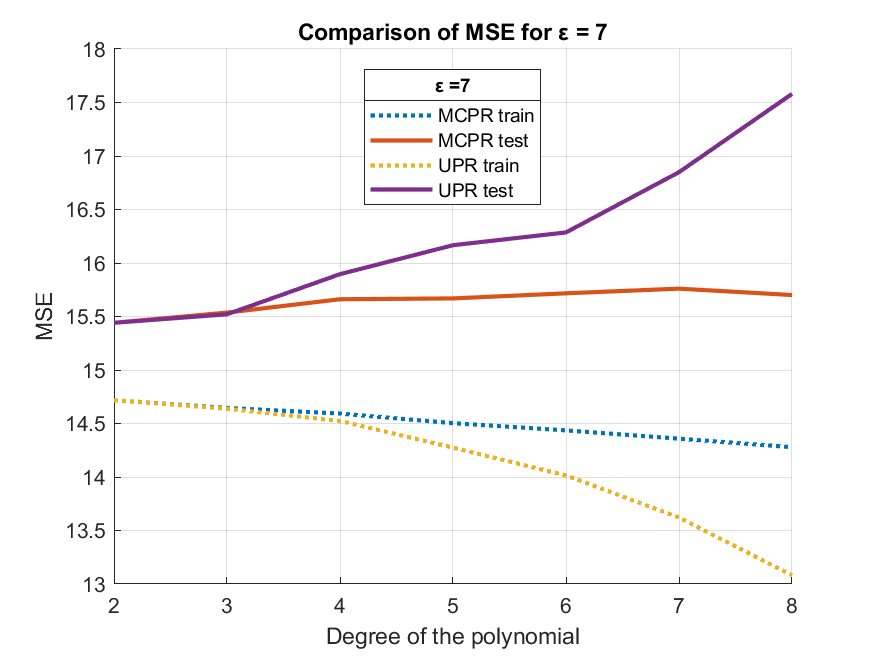 Comparison of MSE for ε = 7
18
17.5
17
16.5
16
15.5
15
14.5
14
13.5
13
MSE
ε =7
MCPR train
MCPR test
UPR train
UPR test
2 3 4 5 6 7 8
Degree of the polynomial